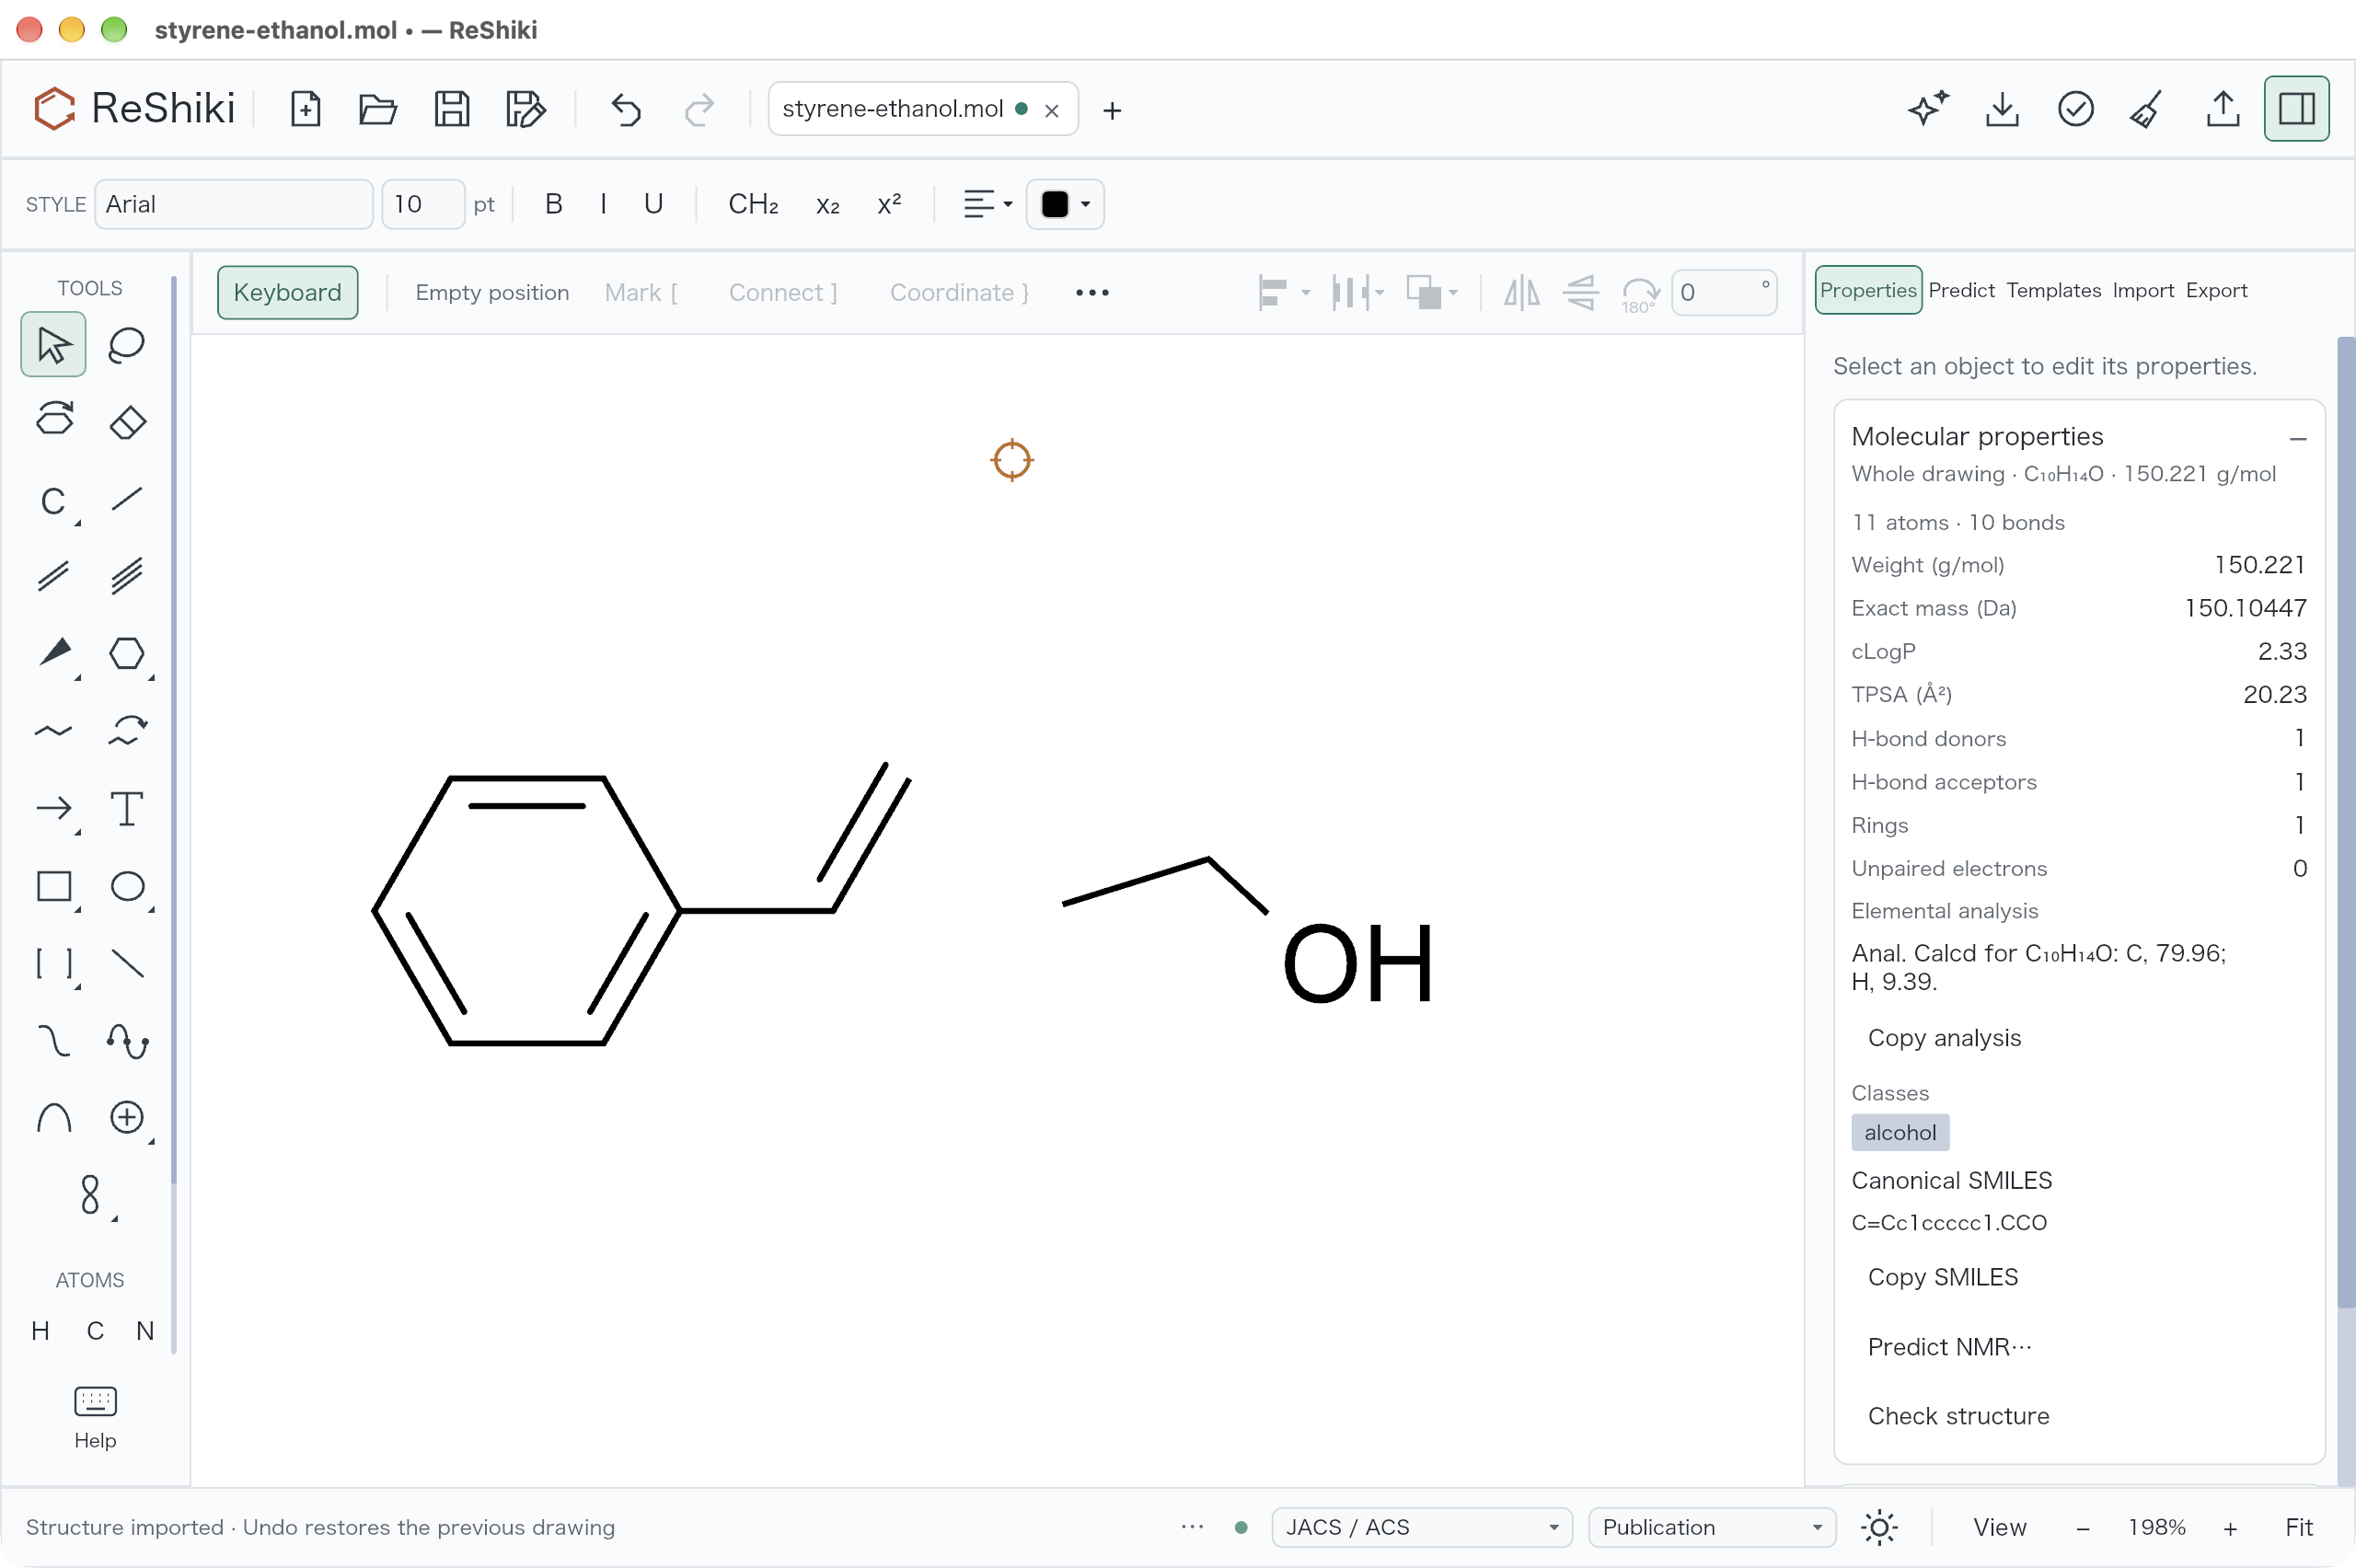 styrene-ethanol.mol • — ReShiki
ReShiki
styrene-ethanol.mol
STYLE Arial 10 pt B I U CH₂ x₂ x²
TOOLS
Keyboard Empty position Mark [ Connect ] Coordinate } ••• 180° 0 °
Properties Predict Templates Import Export
C
T
[ ]
ATOMS
H C N
Help
OH
Select an object to edit its properties.
Molecular properties –
Whole drawing · C₁₀H₁₄O · 150.221 g/mol
11 atoms · 10 bonds
Weight (g/mol) 150.221
Exact mass (Da) 150.10447
cLogP 2.33
TPSA (Å²) 20.23
H-bond donors 1
H-bond acceptors 1
Rings 1
Unpaired electrons 0
Elemental analysis
Anal. Calcd for C₁₀H₁₄O: C, 79.96;
H, 9.39.
Copy analysis
Classes
alcohol
Canonical SMILES
C=Cc1ccccc1.CCO
Copy SMILES
Predict NMR···
Check structure
Structure imported · Undo restores the previous drawing
··· JACS / ACS Publication View – 198% + Fit